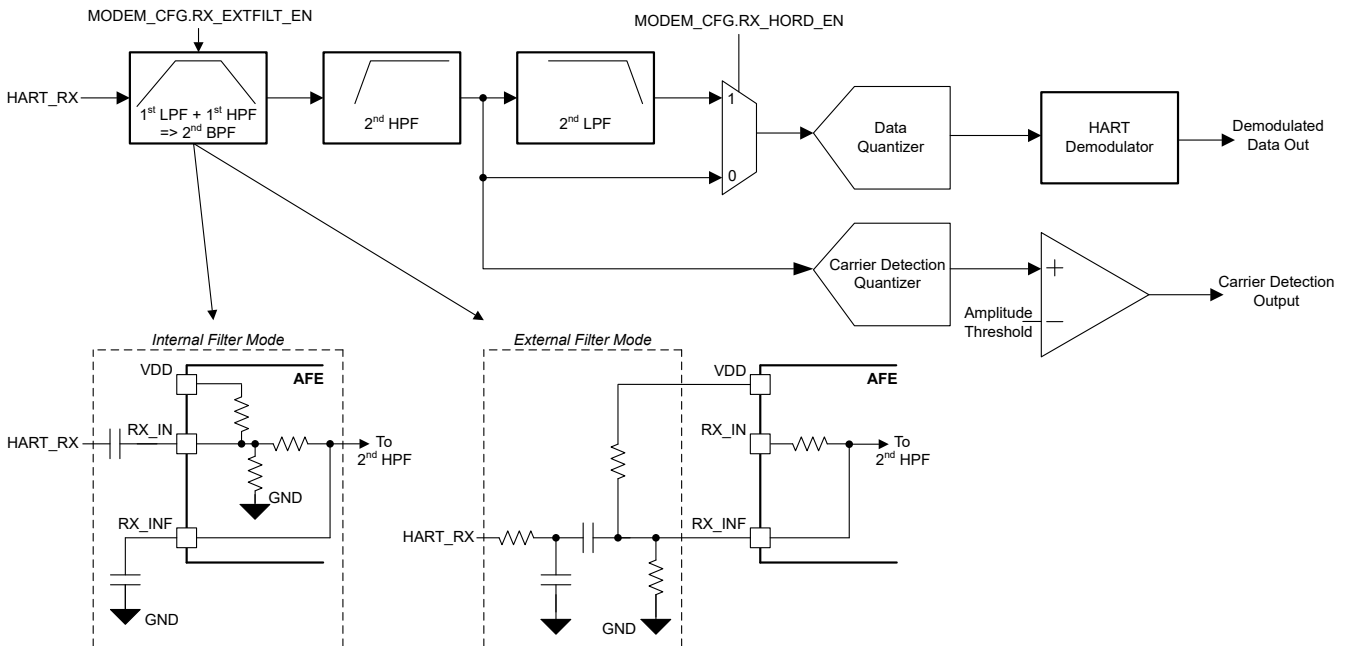 MODEM_CFG.RX_EXTFILT_EN
MODEM_CFG.RX_HORD_EN
HART_RX
1st LPF + 1st HPF
=> 2nd BPF
2nd HPF
2nd LPF
1
0
Data
Quantizer
HART
Demodulator
Demodulated
Data Out
Carrier Detection
Quantizer
+
−
Amplitude
Threshold
Carrier Detection
Output
Internal Filter Mode
VDD
AFE
HART_RX
RX_IN
To
2nd HPF
GND
RX_INF
GND
External Filter Mode
VDD
AFE
RX_IN
To
2nd HPF
RX_INF
HART_RX
GND